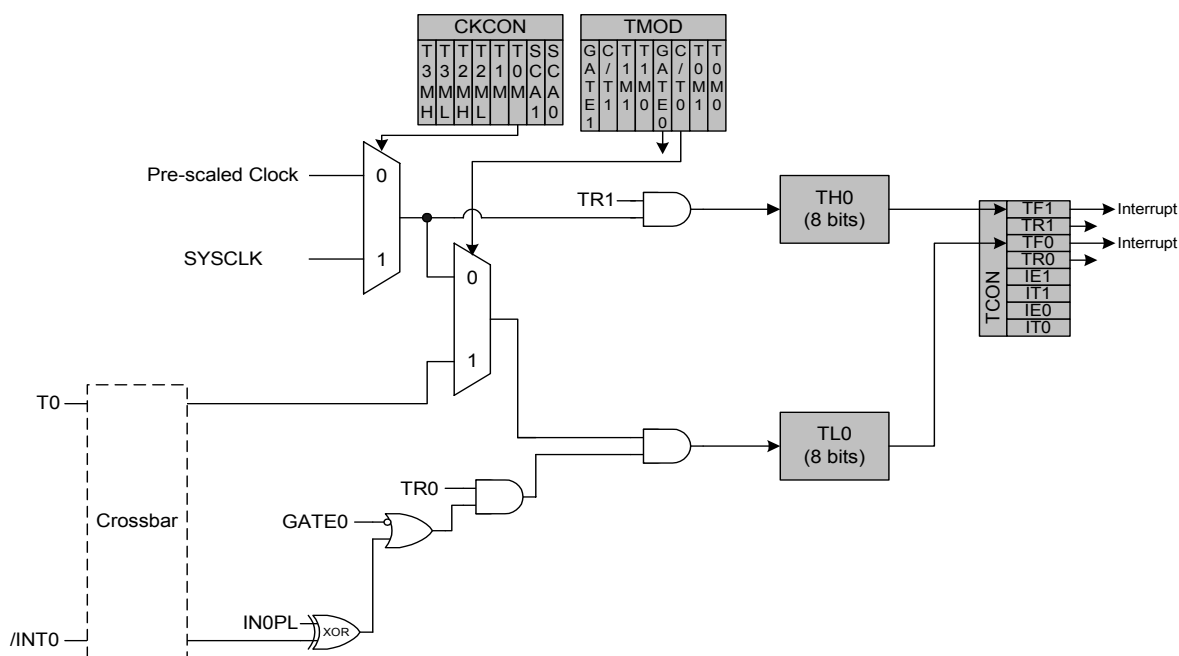 CKCON
T3MH T3ML T2MH T2ML T1M T0M SCA1 SCA0
TMOD
GATE1 C/T1 T1M1 T1M0 GATE0 C/T0 T0M1 T0M0
Pre-scaled Clock
0
SYSCLK
1
TR1
TH0
(8 bits)
TCON
TF1
TR1
TF0
TR0
IE1
IT1
IE0
IT0
Interrupt
Interrupt
0
1
T0
Crossbar
TL0
(8 bits)
TR0
GATE0
IN0PL
XOR
/INT0